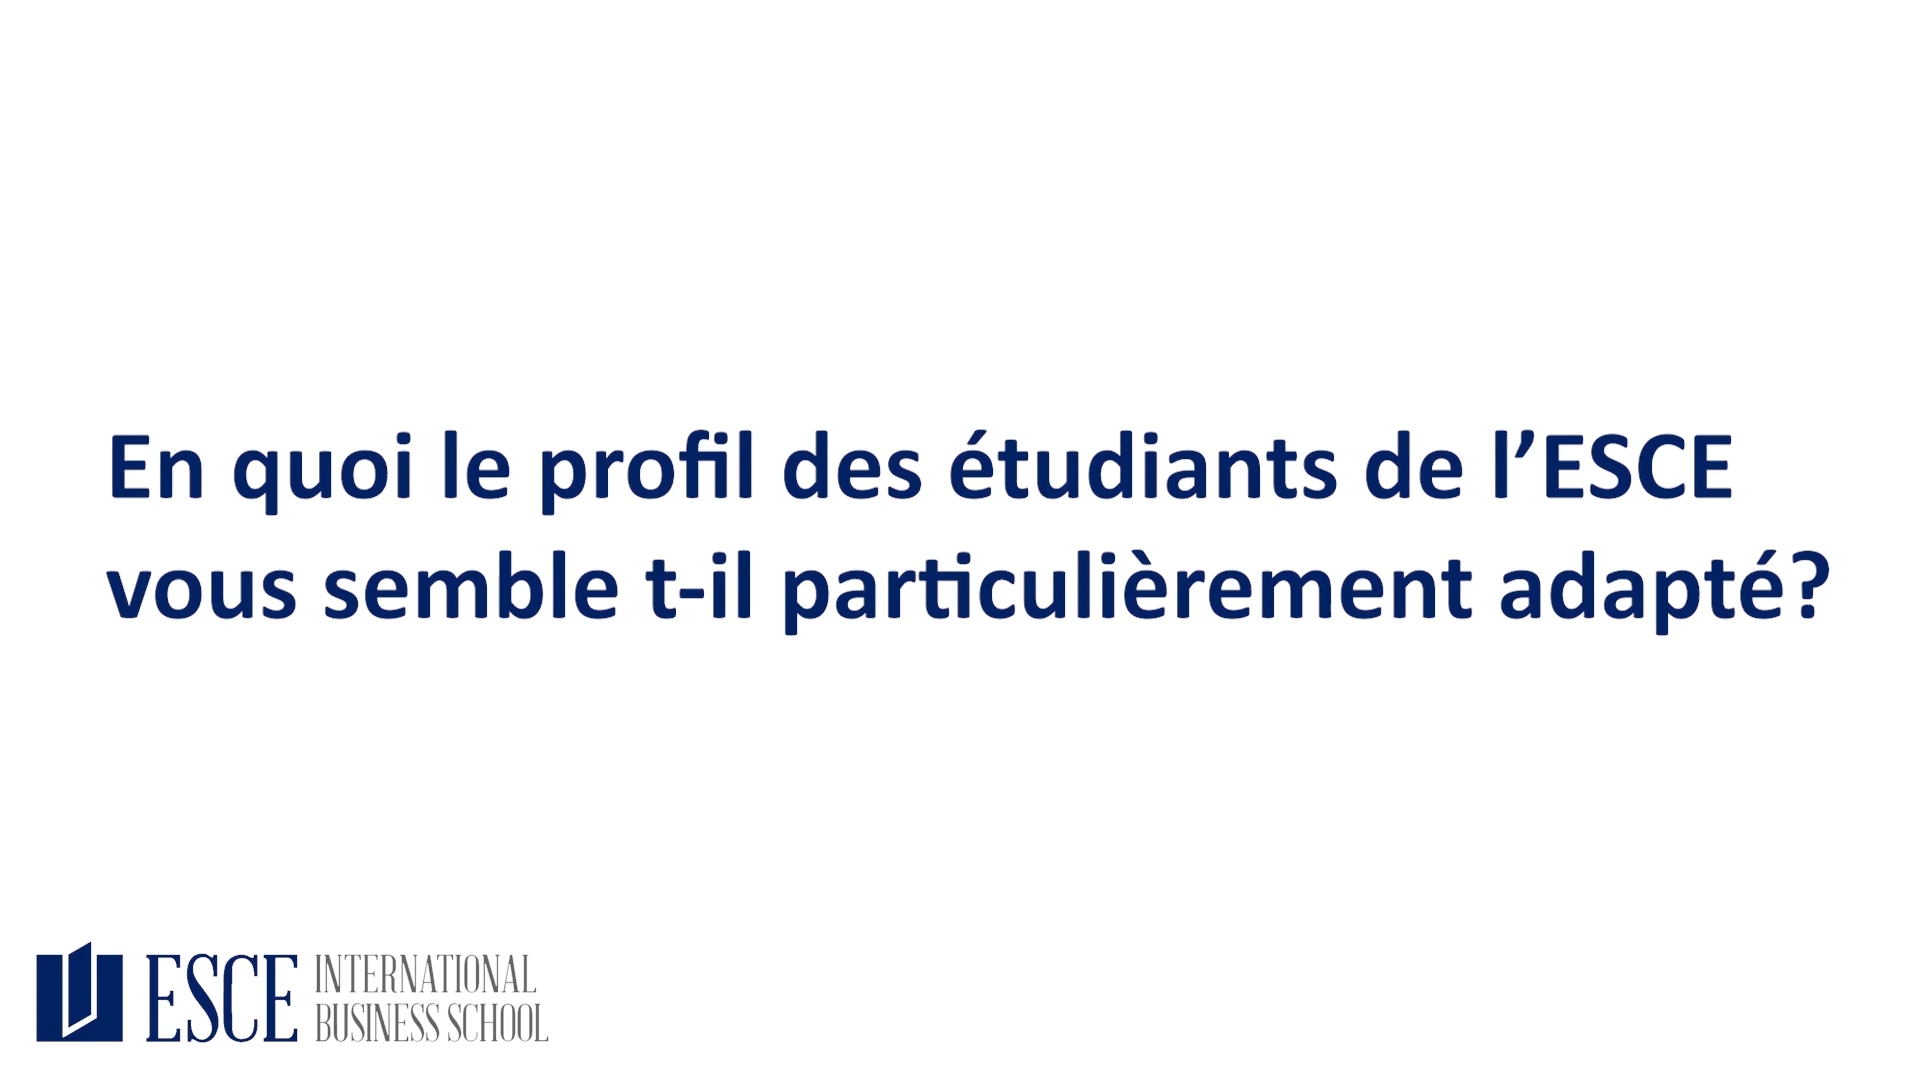 En quoi le profil des étudiants de l’ESCE
vous semble t-il particulièrement adapté?
ESCE INTERNATIONAL
BUSINESS SCHOOL